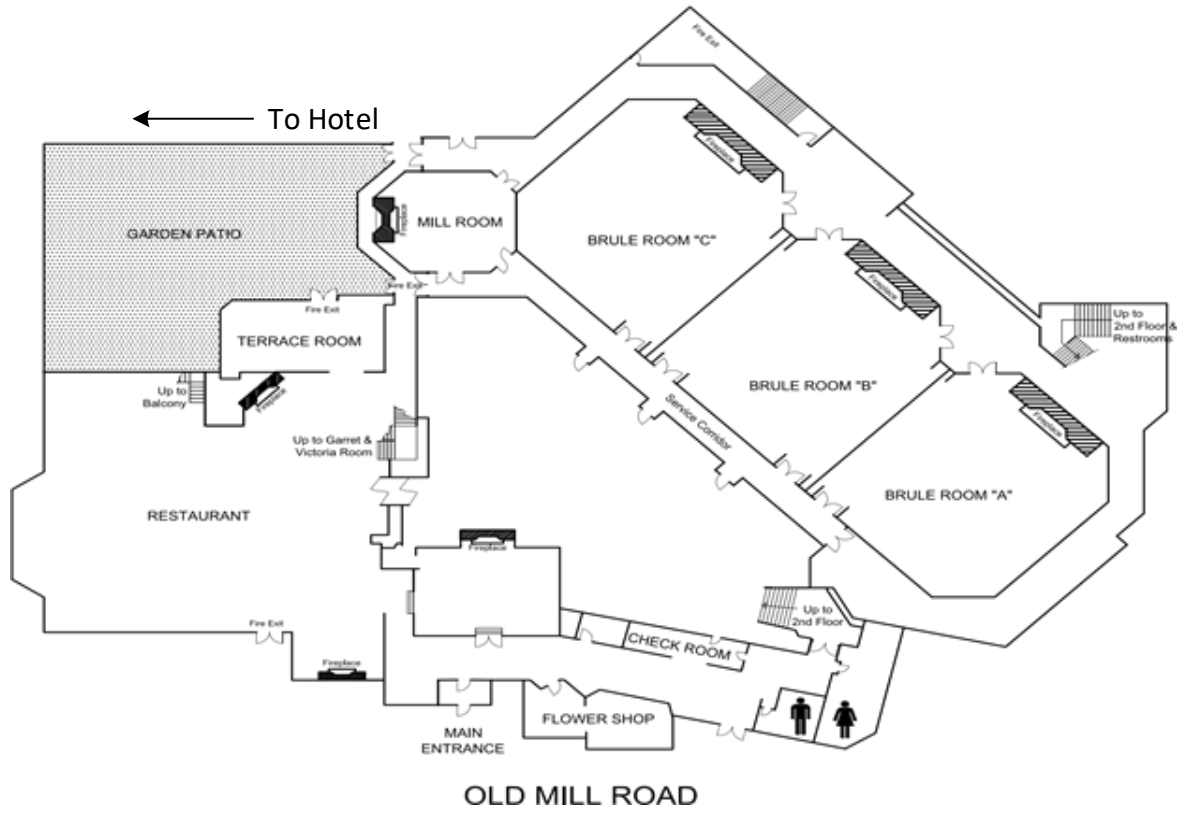 Fire Exit
To Hotel
Fireplace
GARDEN PATIO
MILL ROOM
Fireplace
BRULE ROOM "C"
Fire Exit
Fireplace
Fire Exit
TERRACE ROOM
Up to
2nd Floor &
Restrooms
Up to
Balcony
Fireplace
BRULE ROOM "B"
Service Corridor
Fireplace
Up to Garret &
Victoria Room
BRULE ROOM "A"
RESTAURANT
Fireplace
Up to
2nd Floor
Fire Exit
CHECK ROOM
Fireplace
FLOWER SHOP
MAIN
ENTRANCE
OLD MILL ROAD